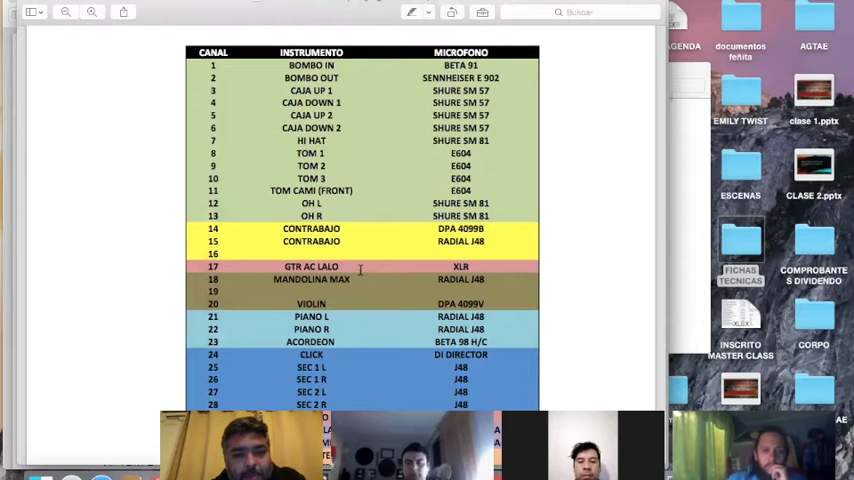 Buscar
CANAL INSTRUMENTO MICROFONO
1 BOMBO IN BETA 91
2 BOMBO OUT SENNHEISER E 902
3 CAJA UP 1 SHURE SM 57
4 CAJA DOWN 1 SHURE SM 57
5 CAJA UP 2 SHURE SM 57
6 CAJA DOWN 2 SHURE SM 57
7 HI HAT SHURE SM 81
8 TOM 1 E604
9 TOM 2 E604
10 TOM 3 E604
11 TOM CAMI (FRONT) E604
12 OH L SHURE SM 81
13 OH R SHURE SM 81
14 CONTRABAJO DPA 4099B
15 CONTRABAJO RADIAL J48
16
17 GTR AC LALO XLR
18 MANDOLINA MAX RADIAL J48
19
20 VIOLIN DPA 4099V
21 PIANO L RADIAL J48
22 PIANO R RADIAL J48
23 ACORDEON BETA 98 H/C
24 CLICK DI DIRECTOR
25 SEC 1 L J48
26 SEC 1 R J48
27 SEC 2 L J48
28 SEC 2 R J48
AGENDA
documentos
feñita
AGTAE
EMILY TWIST
clase 1.pptx
ESCENAS
CLASE 2.pptx
FICHAS
TECNICAS
COMPROBANTE
S DIVIDENDO
XLSX
INSCRITO
MASTER CLASS
CORPO